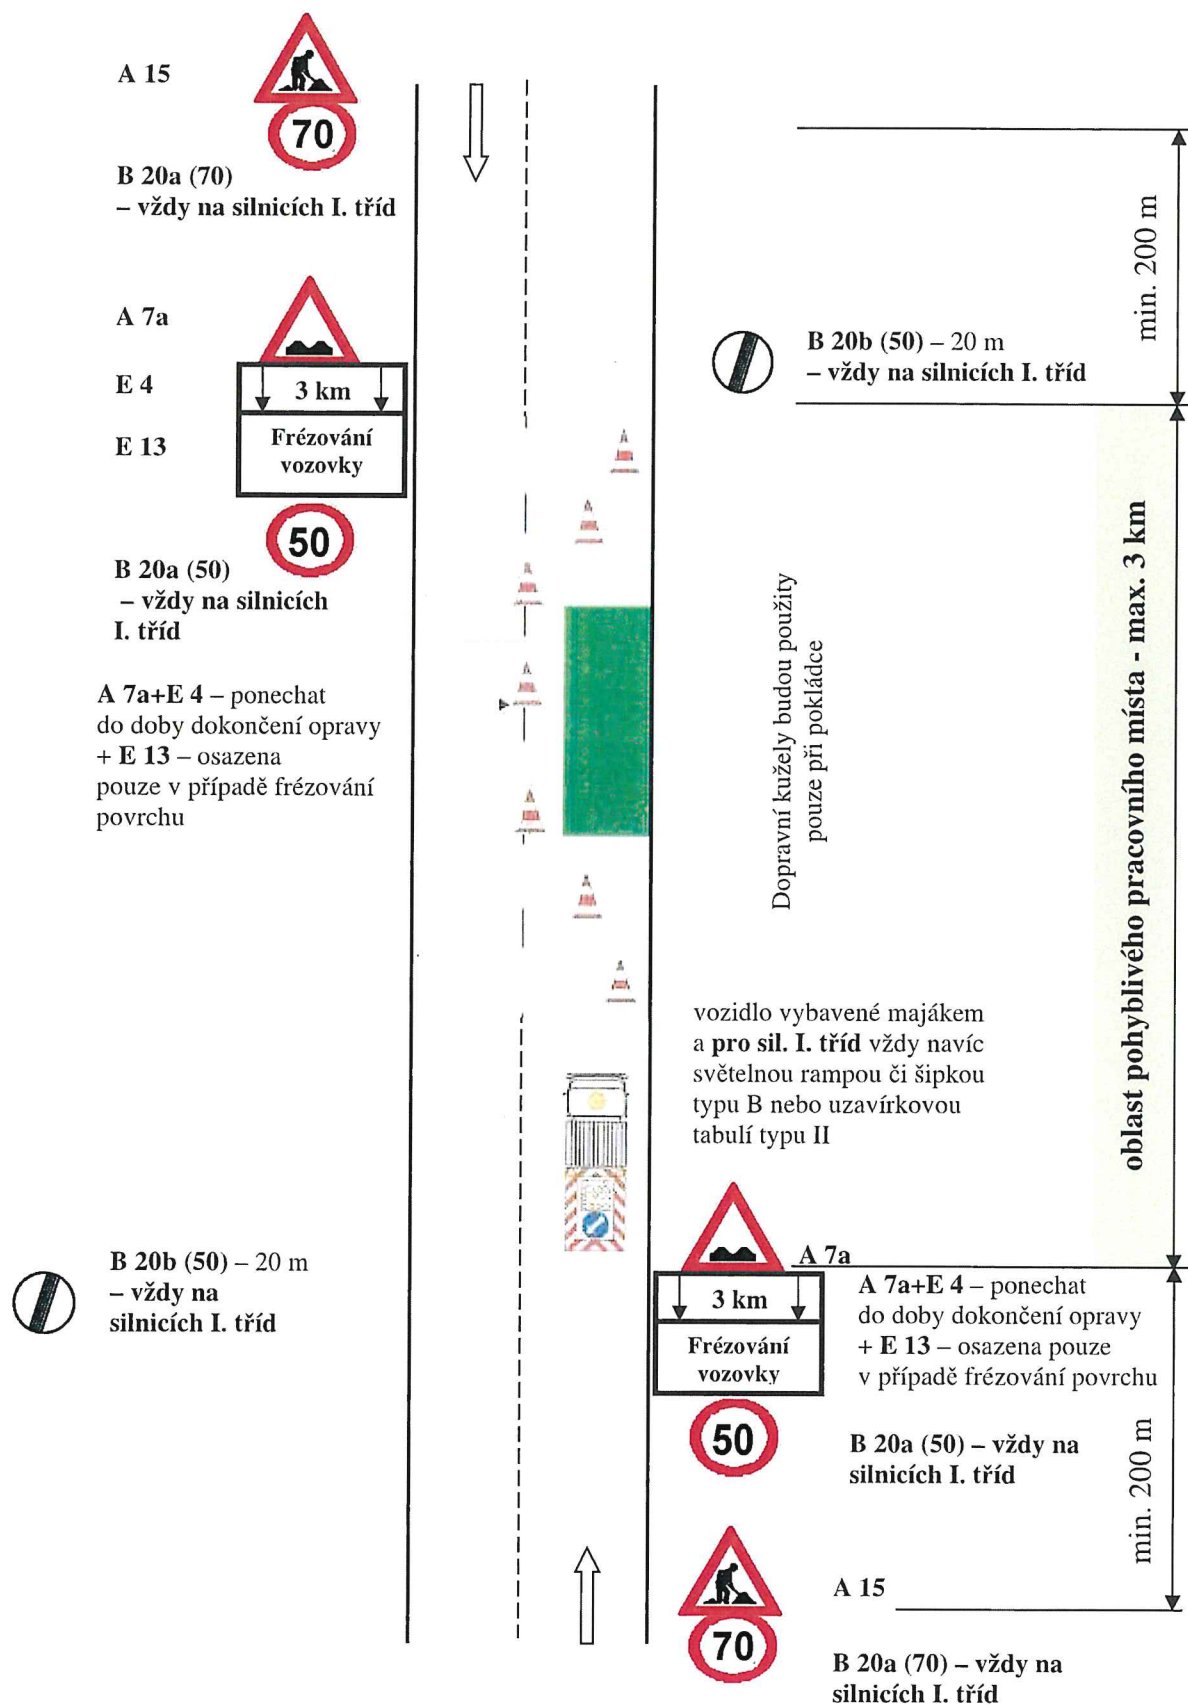 A 15
70
B 20a (70)
– vždy na silnicích I. tříd
A 7a
E 4
3 km
E 13
Frézování
vozovky
50
B 20a (50)
– vždy na silnicích
I. tříd
A 7a+E 4 – ponechat
do doby dokončení opravy
+ E 13 – osazena
pouze v případě frézování
povrchu
B 20b (50) – 20 m
– vždy na
silnicích I. tříd
min. 200 m
B 20b (50) – 20 m
– vždy na silnicích I. tříd
oblast pohyblivého pracovního místa - max. 3 km
Dopravní kužely budou použity
pouze při pokládce
vozidlo vybavené majákem
a pro sil. I. tříd vždy navíc
světelnou rampou či šipkou
typu B nebo uzavírkovou
tabulí typu II
A 7a
3 km
Frézování
vozovky
A 7a+E 4 – ponechat
do doby dokončení opravy
+ E 13 – osazena pouze
v případě frézování povrchu
50
B 20a (50) – vždy na
silnicích I. tříd
min. 200 m
A 15
70
B 20a (70) – vždy na
silnicích I. tříd